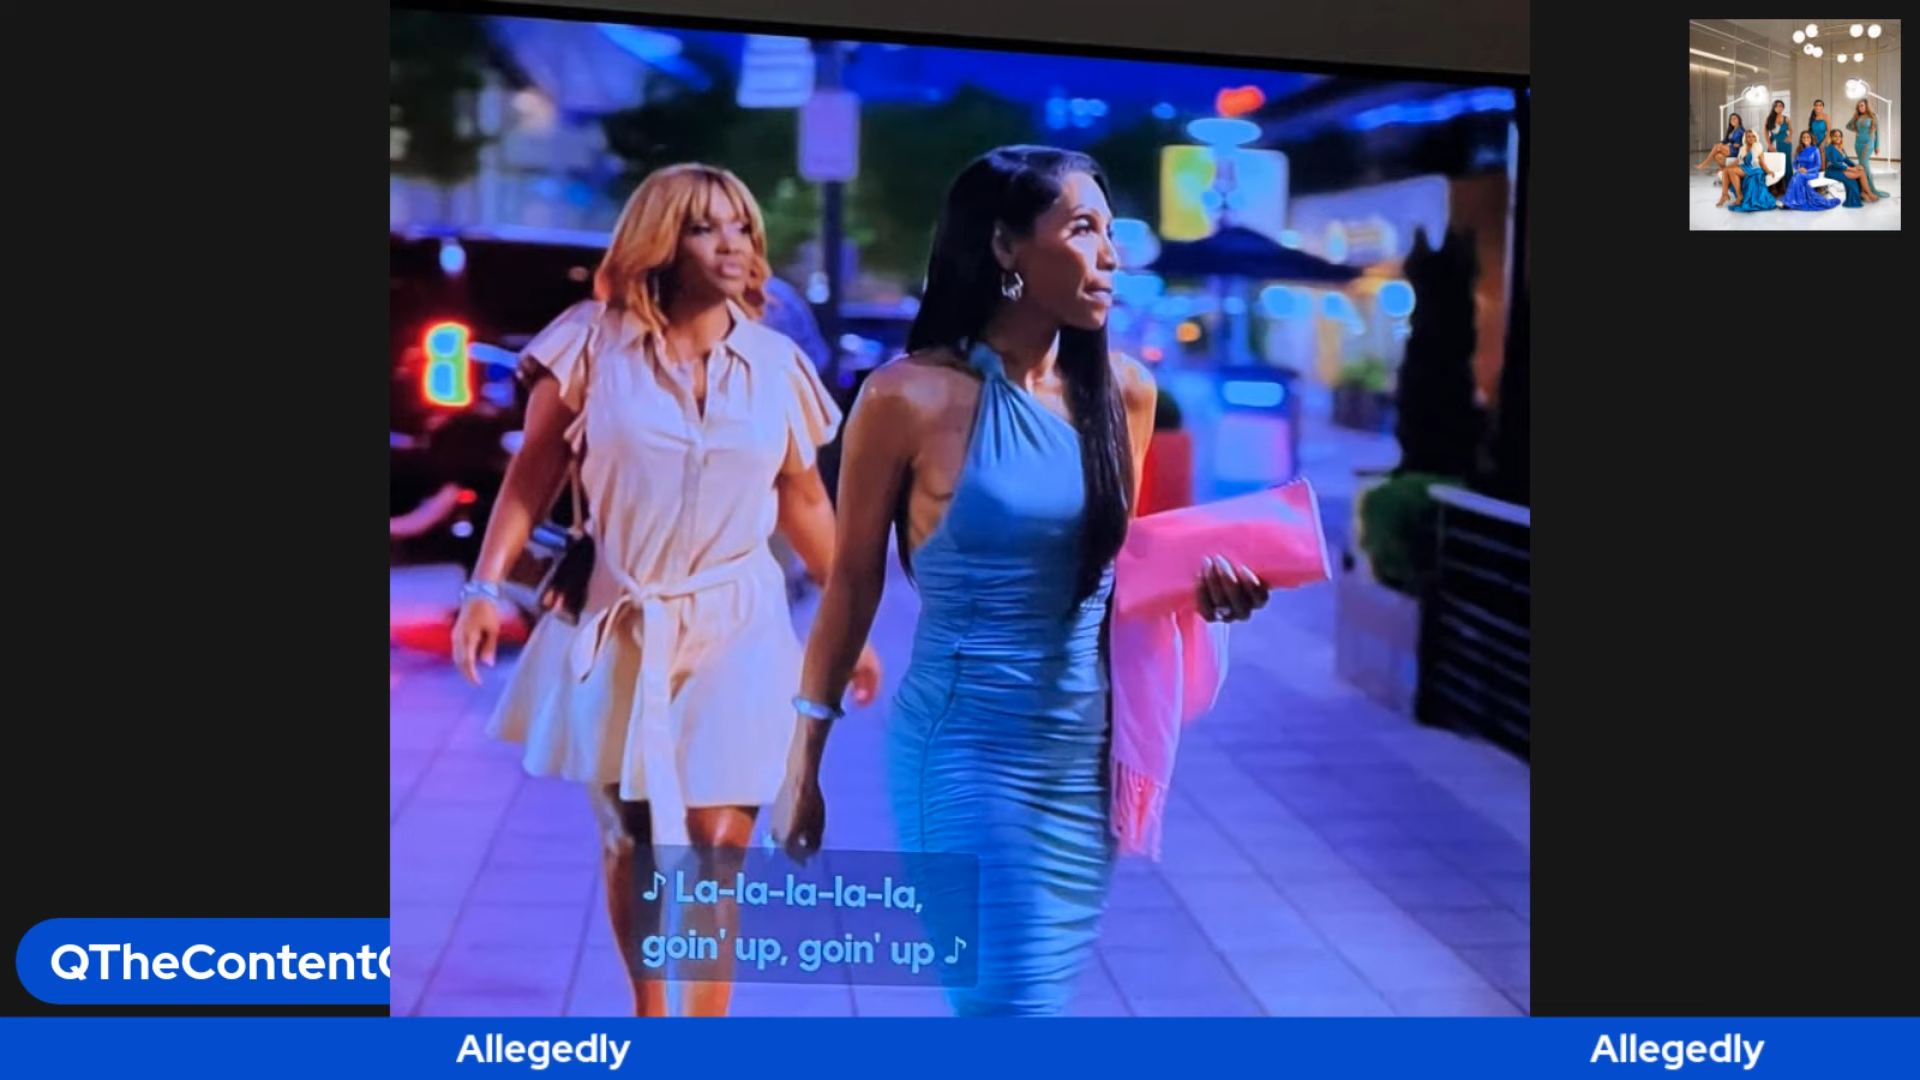 ♪ La-la-la-la-la,
goin' up, goin' up ♪
QTheContent
Allegedly
Allegedly